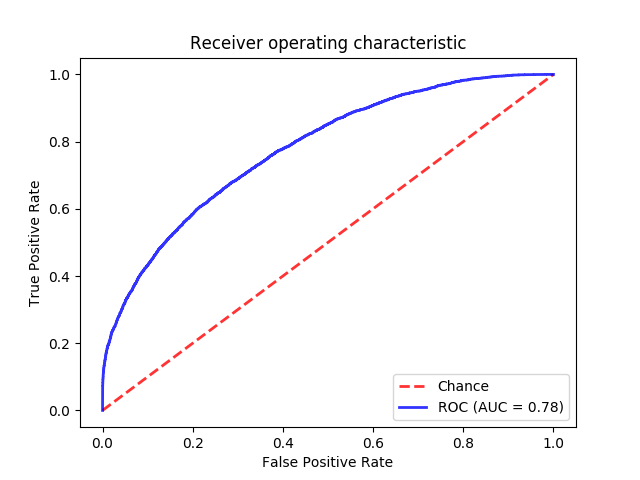 Receiver operating characteristic
True Positive Rate
1.0
0.8
0.6
0.4
0.2
0.0
Chance
ROC (AUC = 0.78)
0.0 0.2 0.4 0.6 0.8 1.0
False Positive Rate